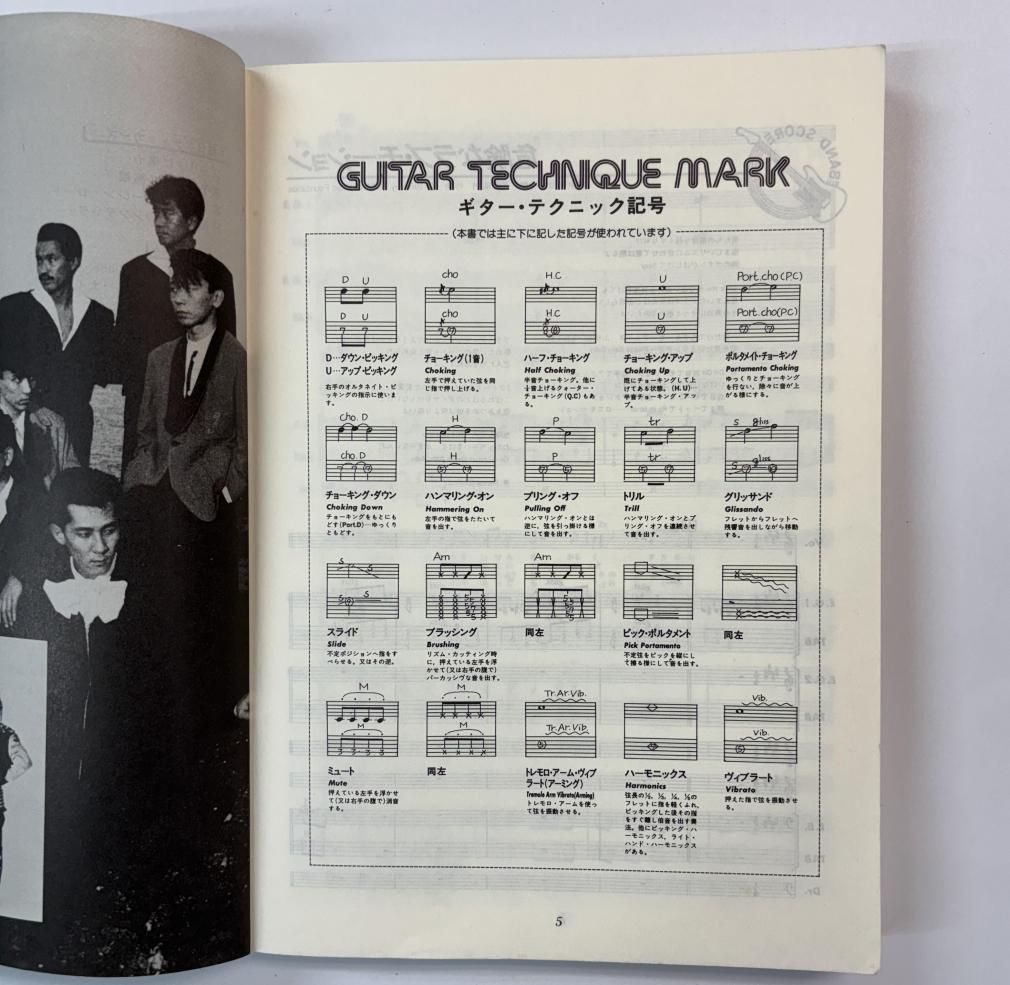 GUITAR TECHNIQUE MARK
ギター・テクニック記号
(本書では主に下に記した記号が使われています)
D U
D U
D…ダウン・ピッキング
U…アップ・ピッキング
右手のオルタネイト・ピ
ッキングの指示に使いま
す。
cho
cho
チョーキング(1音)
Choking
左手で押えていた弦を同
じ指で押し上げる。
H.C
H.C
ハーフ・チョーキング
Half Choking
半音チョーキング。他に
¼音上げるクォーター・
チョーキング(Q.C)もあ
る。
U
U
チョーキング・アップ
Choking Up
既にチョーキングして上
げてある状態。(H.U)…
半音チョーキング・アッ
プ。
Port.cho(PC)
Port.cho(PC)
ポルタメイト・チョーキング
Portamento Choking
ゆっくりとチョーキング
を行ない、除々に音が上
がる様にする。
cho.D
cho.D
チョーキング・ダウン
Choking Down
チョーキングをもとにも
どす(Port.D)…ゆっくり
ともどす。
H
H
ハンマリング・オン
Hammering On
左手の指で弦をたたいて
音を出す。
P
P
プリング・オフ
Pulling Off
ハンマリング・オンとは
逆に、弦を引っ掛ける様
にして音を出す。
tr
tr
トリル
Trill
ハンマリング・オンとプ
リング・オフを連続させ
て音を出す。
S gliss
S gliss
グリッサンド
Glissando
フレットからフレットへ
残響音を出しながら移動
する。
S S
S S
スライド
Slide
不定ポジションへ指をす
べらせる。又はその逆。
Am
ブラッシング
Brushing
リズム・カッティング時
に、押えている左手を浮
かせて(又は右手の腹で)
パーカッシヴな音を出す。
Am
同左
ピック・ポルタメント
Pick Portamento
不定弦をピックを縦にし
て擦る様にして音を出す。
同左
M
M
ミュート
Mute
押えている左手を浮かせ
て(又は右手の腹で)消音
する。
M
M
同左
Tr.Ar.Vib.
Tr.Ar.Vib.
トレモロ・アーム・ヴィブ
ラート(アーミング)
Tremolo Arm Vibrato(Arming)
トレモロ・アームを使っ
て弦を振動させる。
ハーモニックス
Harmonics
フレットに指を軽くふれ、
ピッキングした後その指
をすぐ離し倍音を出す奏
法。他にピッキング・ハ
ーモニックス、ライト・
ハンド・ハーモニックス
がある。
Vib.
Vib.
ヴィブラート
Vibrato
押えた指で弦を振動させ
る。
5